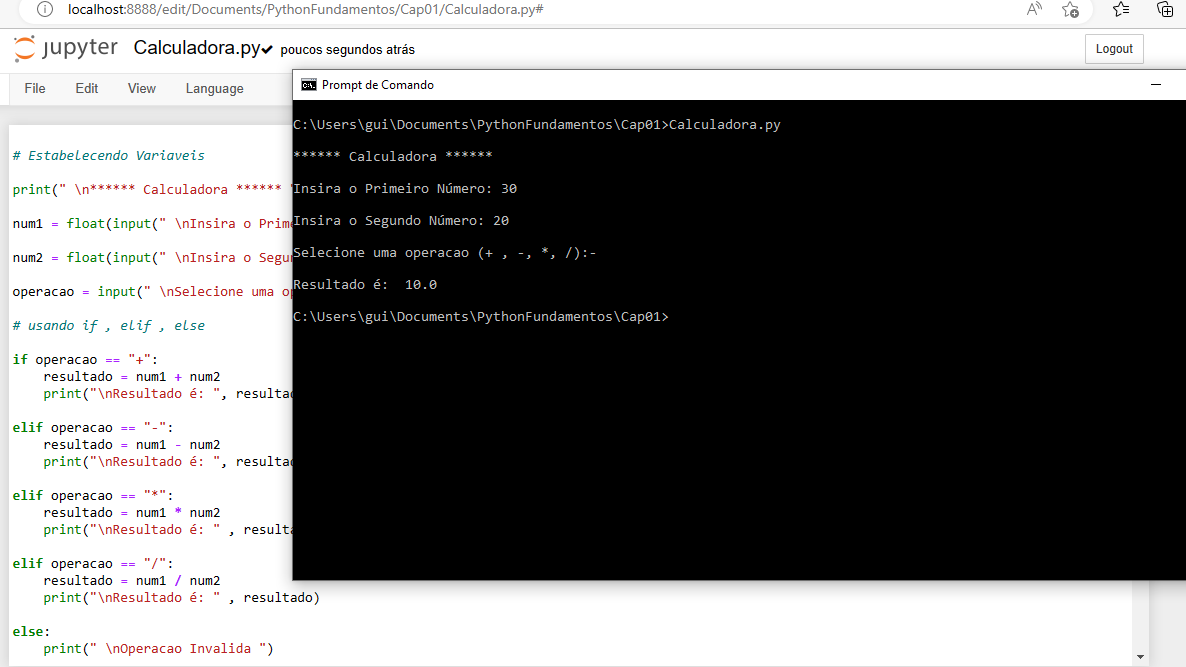 localhost:8888/edit/Documents/PythonFundamentos/Cap01/Calculadora.py#
jupyter Calculadora.py✔ poucos segundos atrás
Logout
File Edit View Language
# Estabelecendo Variaveis
print(" \n****** Calculadora ******
num1 = float(input(" \nInsira o Prime
num2 = float(input(" \nInsira o Segun
operacao = input(" \nSelecione uma op
# usando if , elif , else
if operacao == "+":
resultado = num1 + num2
print("\nResultado é: ", resultad
elif operacao == "-":
resultado = num1 - num2
print("\nResultado é: ", resultad
elif operacao == "*":
resultado = num1 * num2
print("\nResultado é: " , resulta
elif operacao == "/":
resultado = num1 / num2
print("\nResultado é: " , resultado)
else:
print(" \nOperacao Invalida ")
Prompt de Comando
C:\Users\gui\Documents\PythonFundamentos\Cap01>Calculadora.py
****** Calculadora ******
Insira o Primeiro Número: 30
Insira o Segundo Número: 20
Selecione uma operacao (+ , -, *, /):-
Resultado é:  10.0
C:\Users\gui\Documents\PythonFundamentos\Cap01>